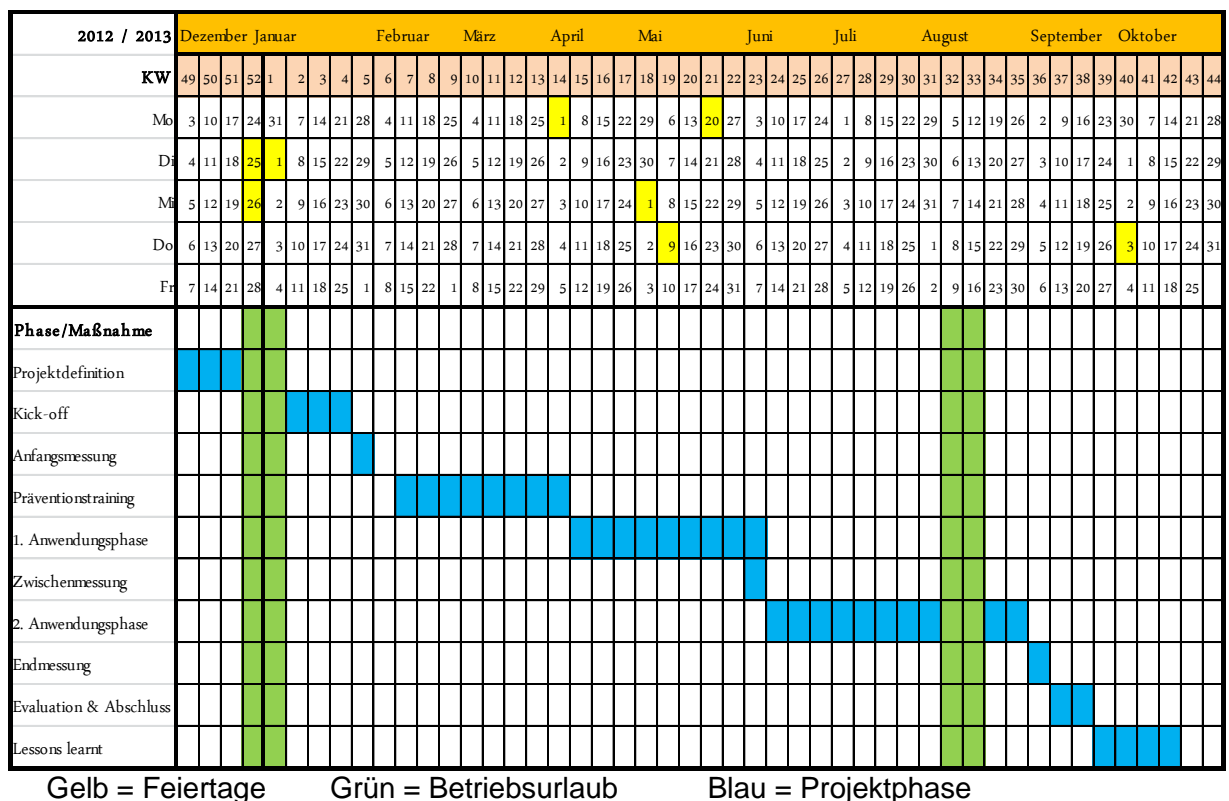 2012 / 2013 Dezember Januar Februar März April Mai Juni Juli August September Oktober
KW 49 50 51 52 1 2 3 4 5 6 7 8 9 10 11 12 13 14 15 16 17 18 19 20 21 22 23 24 25 26 27 28 29 30 31 32 33 34 35 36 37 38 39 40 41 42 43 44
Mo 3 10 17 24 31 7 14 21 28 4 11 18 25 4 11 18 25 1 8 15 22 29 6 13 20 27 3 10 17 24 1 8 15 22 29 5 12 19 26 2 9 16 23 30 7 14 21 28
Di 4 11 18 25 1 8 15 22 29 5 12 19 26 5 12 19 26 2 9 16 23 30 7 14 21 28 4 11 18 25 2 9 16 23 30 6 13 20 27 3 10 17 24 1 8 15 22 29
Mi 5 12 19 26 2 9 16 23 30 6 13 20 27 6 13 20 27 3 10 17 24 1 8 15 22 29 5 12 19 26 3 10 17 24 31 7 14 21 28 4 11 18 25 2 9 16 23 30
Do 6 13 20 27 3 10 17 24 31 7 14 21 28 7 14 21 28 4 11 18 25 2 9 16 23 30 6 13 20 27 4 11 18 25 1 8 15 22 29 5 12 19 26 3 10 17 24 31
Fr 7 14 21 28 4 11 18 25 1 8 15 22 1 8 15 22 29 5 12 19 26 3 10 17 24 31 7 14 21 28 5 12 19 26 2 9 16 23 30 6 13 20 27 4 11 18 25
Phase/Maßnahme
Projektdefinition
Kick-off
Anfangsmessung
Präventionstraining
1. Anwendungsphase
Zwischenmessung
2. Anwendungsphase
Endmessung
Evaluation & Abschluss
Lessons learnt
Gelb = Feiertage Grün = Betriebsurlaub Blau = Projektphase